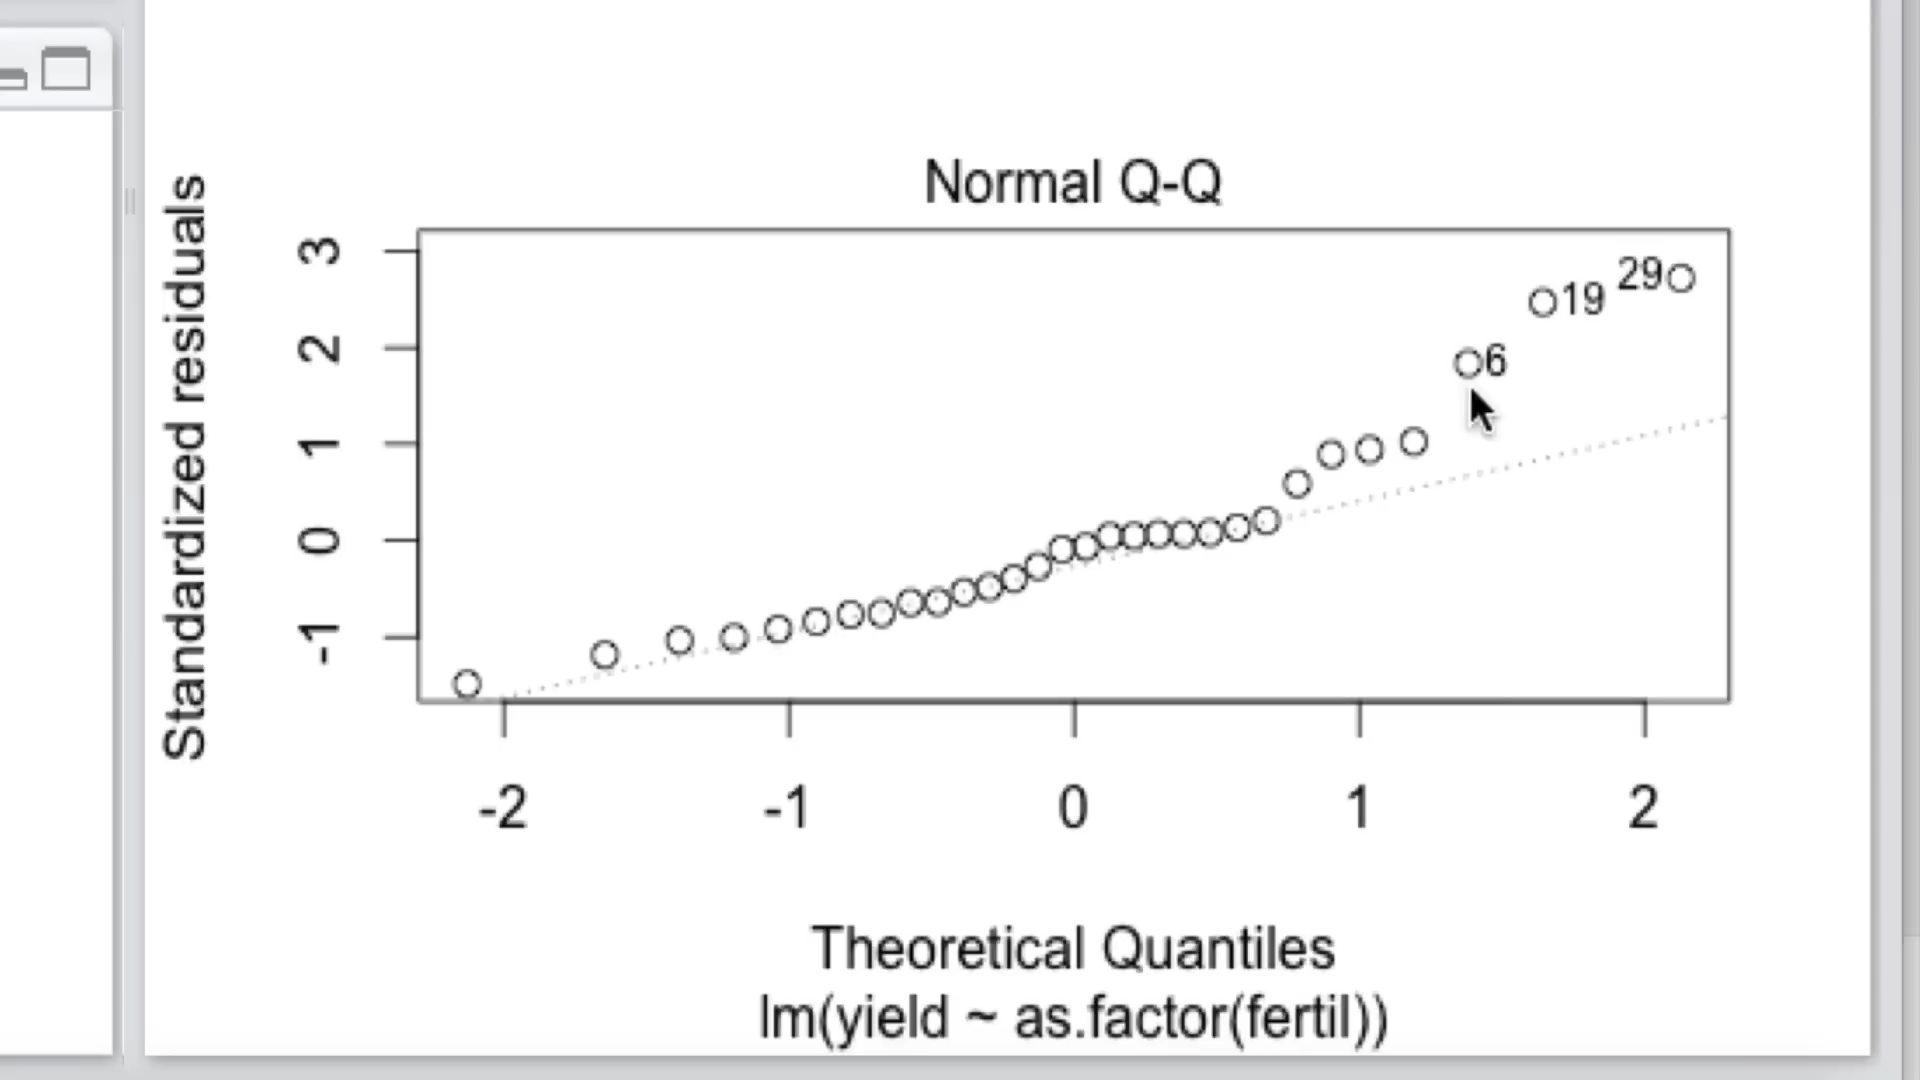 Normal Q-Q
Standardized residuals
3
2
1
0
-1
29
19
6
-2 -1 0 1 2
Theoretical Quantiles
lm(yield ~ as.factor(fertil))